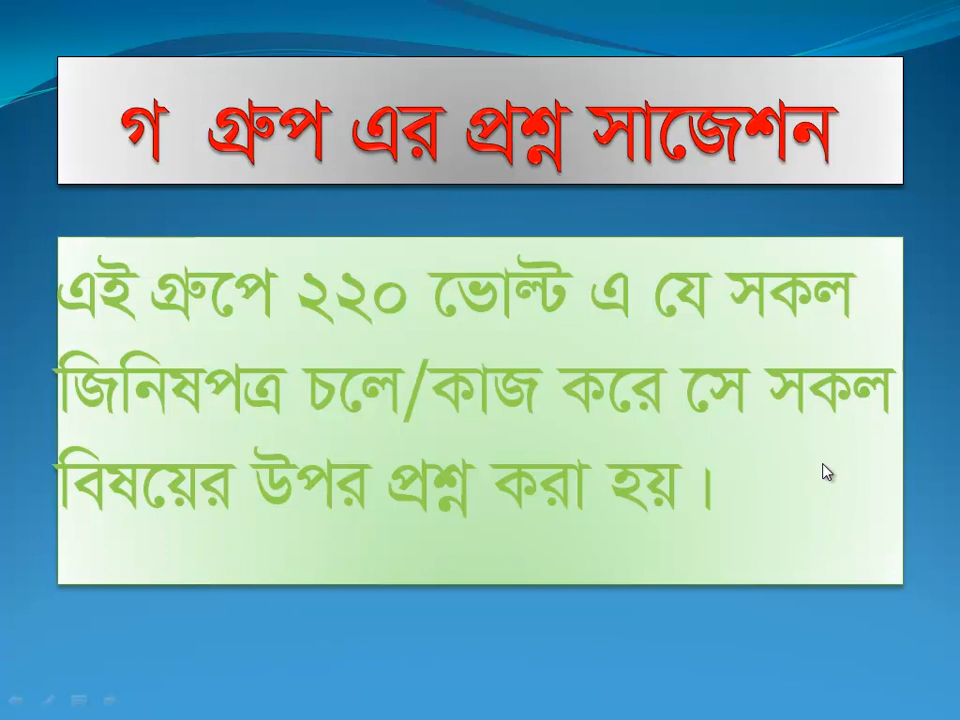 গ গ্রুপ এর প্রশ্ন সাজেশন
এই গ্রুপে ২২০ ভোল্ট এ যে সকল
জিনিষপত্র চলে/কাজ করে সে সকল
বিষয়ের উপর প্রশ্ন করা হয় ।